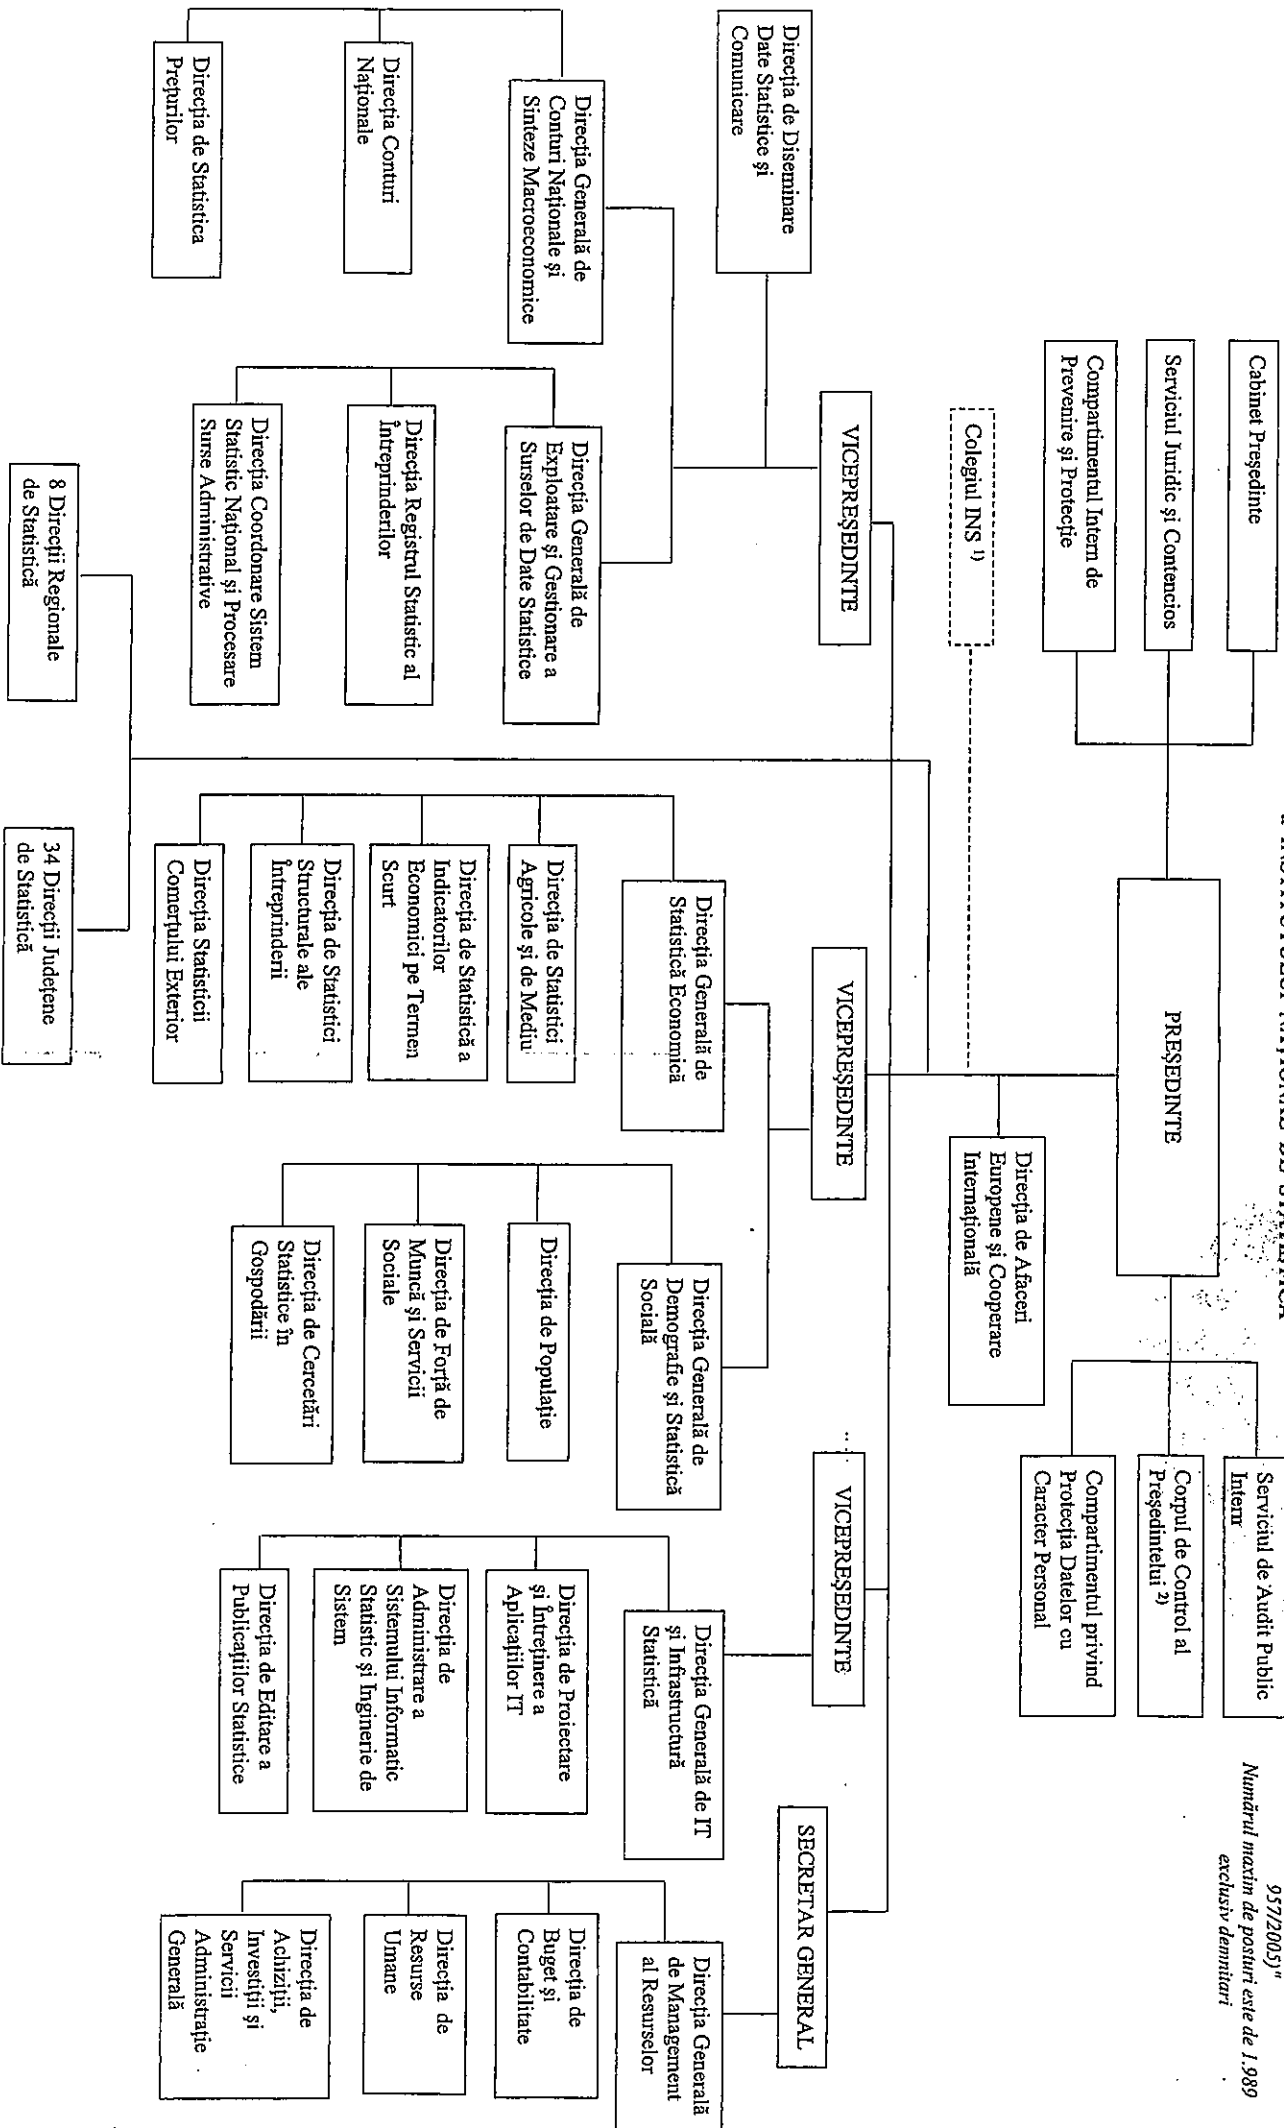 957/2005)"
Numărul maxim de posturi este de 1.989
exclusiv demnitari
INSTITUTULUI NAȚIONAL DE STATISTICĂ
Cabinet Președinte
Serviciul Juridic și Contencios
Compartimentul Intern de
Prevenire și Protecție
PREȘEDINTE
Serviciul de Audit Public
Intern
Corpul de Control al
Președintelui ²⁾
Compartimentul privind
Protecția Datelor cu
Caracter Personal
Direcția de Afaceri
Europene și Cooperare
Internațională
Colegiul INS ¹⁾
VICEPREȘEDINTE
VICEPREȘEDINTE
VICEPREȘEDINTE
SECRETAR GENERAL
Direcția de Diseminare
Date Statistice și
Comunicare
Direcția Generală de
Conturi Naționale și
Sinteze Macroeconomice
Direcția Conturi
Naționale
Direcția de Statistica
Prețurilor
Direcția Generală de
Exploatare și Gestionare a
Surselor de Date Statistice
Direcția Registrul Statistic al
Întreprinderilor
Direcția Coordonare Sistem
Statistic Național și Procesare
Surse Administrative
Direcția Generală de
Statistică Economică
Direcția de Statistici
Agricole și de Mediu
Direcția de Statistică a
Indicatorilor
Economici pe Termen
Scurt
Direcția de Statistici
Structurale ale
Întreprinderii
Direcția Statisticii
Comerțului Exterior
Direcția Generală de
Demografie și Statistică
Socială
Direcția de Populație
Direcția de Forță de
Muncă și Servicii
Sociale
Direcția de Cercetări
Statistice în
Gospodării
Direcția Generală de IT
și Infrastructură
Statistică
Direcția de Proiectare
și Întreținere a
Aplicațiilor IT
Direcția de
Administrare a
Sistemului Informatic
Statistic și Inginerie de
Sistem
Direcția de Editare a
Publicațiilor Statistice
Direcția Generală
de Management
al Resurselor
Direcția de
Buget și
Contabilitate
Direcția de
Resurse
Umane
Direcția de
Achiziții,
Investiții și
Servicii
Administrație
Generală
8 Direcții Regionale
de Statistică
34 Direcții Județene
de Statistică